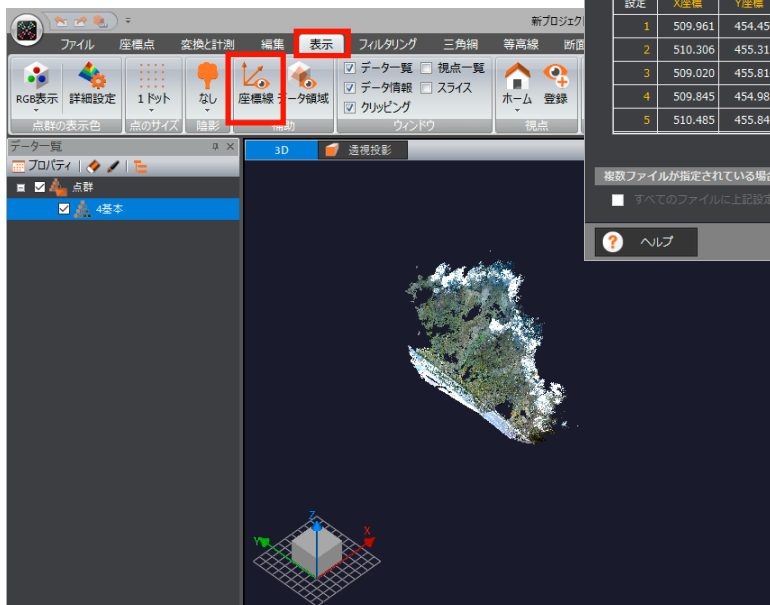 新プロジェクト
ファイル 座標点 変換と計測 編集 表示 フィルタリング 三角網 等高線 断面
RGB表示 詳細設定 1ドット なし 座標線 データ領域
データ一覧 視点一覧
データ情報 スライス
クリッピング
ホーム 登録
点群の表示色 点のサイズ 陰影 補助 ウィンドウ 視点
データ一覧
プロパティ
点群
4基本
3D 透視投影
設定 X座標 Y座標
1 509.961 454.45
2 510.306 455.31
3 509.020 455.81
4 509.845 454.98
5 510.485 455.84
複数ファイルが指定されている場合
すべてのファイルに上記設定
ヘルプ
Z
Y
X